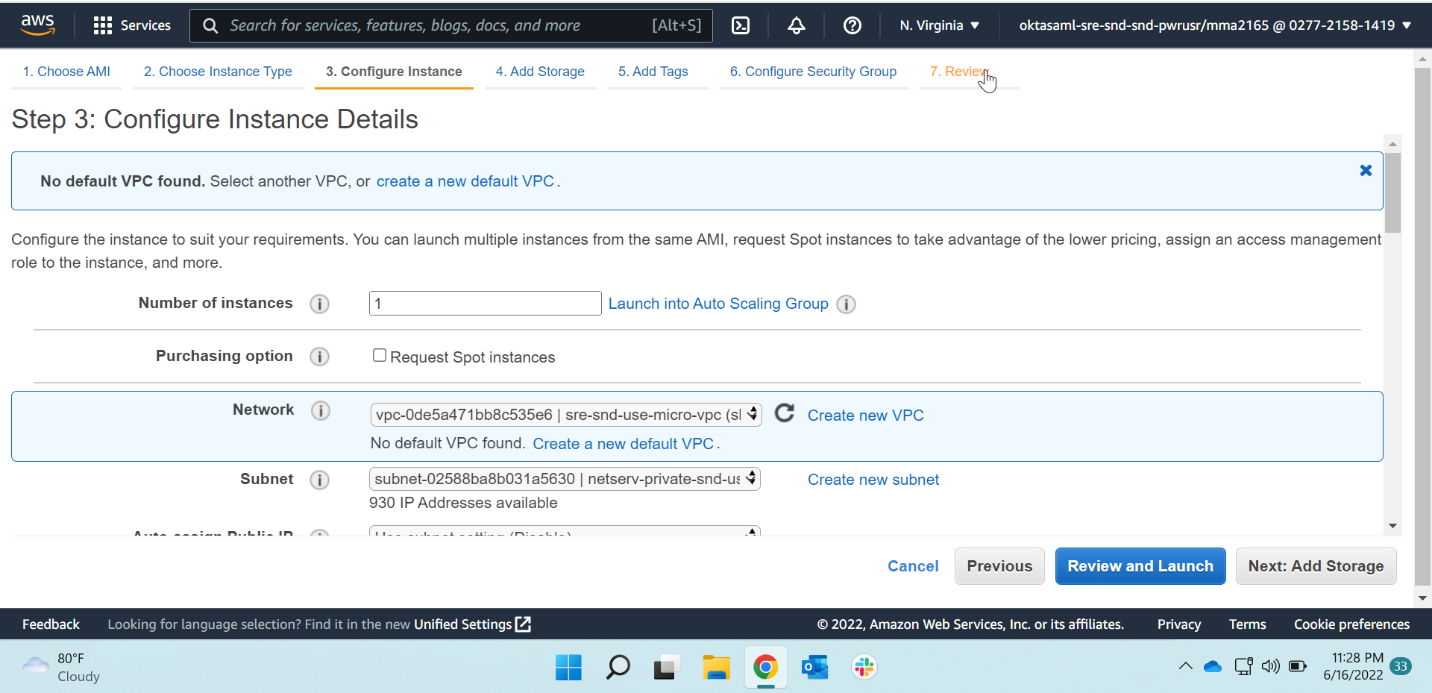 aws
Services
Search for services, features, blogs, docs, and more
[Alt+S]
N. Virginia
oktasaml-sre-snd-snd-pwrusr/mma2165 @ 0277-2158-1419
1. Choose AMI
2. Choose Instance Type
3. Configure Instance
4. Add Storage
5. Add Tags
6. Configure Security Group
7. Review
Step 3: Configure Instance Details
No default VPC found. Select another VPC, or create a new default VPC.
Configure the instance to suit your requirements. You can launch multiple instances from the same AMI, request Spot instances to take advantage of the lower pricing, assign an access management
role to the instance, and more.
Number of instances
1
Launch into Auto Scaling Group
Purchasing option
Request Spot instances
Network
vpc-0de5a471bb8c535e6 | sre-snd-use-micro-vpc (sl
Create new VPC
No default VPC found. Create a new default VPC.
Subnet
subnet-02588ba8b031a5630 | netserv-private-snd-us
Create new subnet
930 IP Addresses available
Auto-assign Public IP
Use subnet setting (Disable)
Cancel
Previous
Review and Launch
Next: Add Storage
Feedback
Looking for language selection? Find it in the new Unified Settings
© 2022, Amazon Web Services, Inc. or its affiliates.
Privacy
Terms
Cookie preferences
80°F
Cloudy
11:28 PM
6/16/2022
33